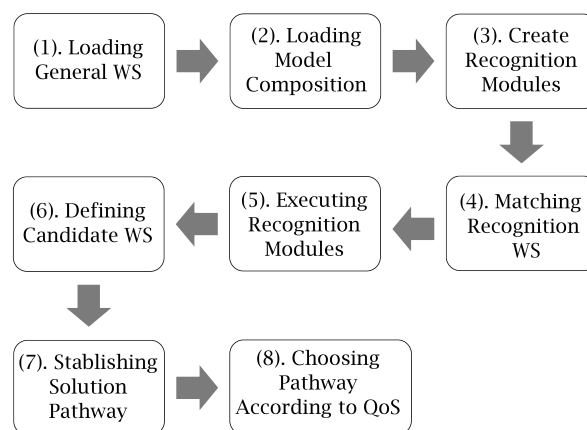 (1). Loading
General WS
(2). Loading
Model
Composition
(3). Create
Recognition
Modules
(4). Matching
Recognition
WS
(5). Executing
Recognition
Modules
(6). Defining
Candidate WS
(7). Stablishing
Solution
Pathway
(8). Choosing
Pathway
According to QoS